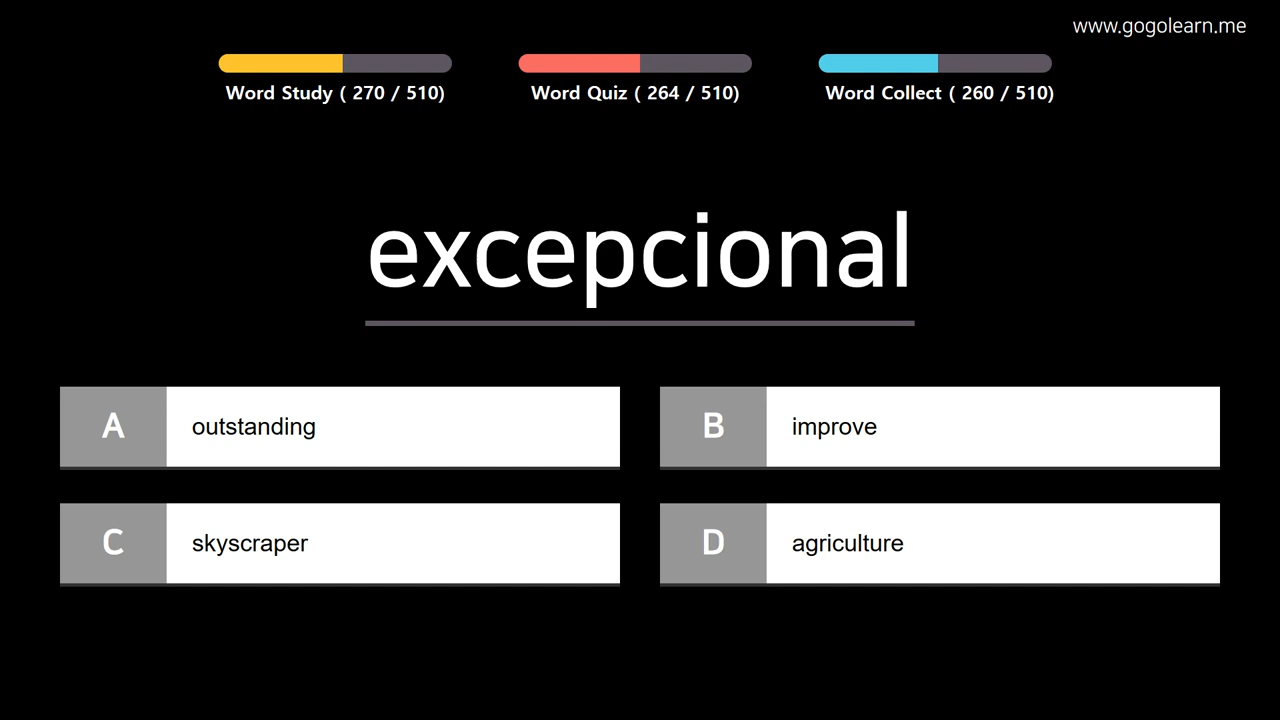 www.gogolearn.me
Word Study ( 270 / 510)
Word Quiz ( 264 / 510)
Word Collect ( 260 / 510)
excepcional
A outstanding
B improve
C skyscraper
D agriculture